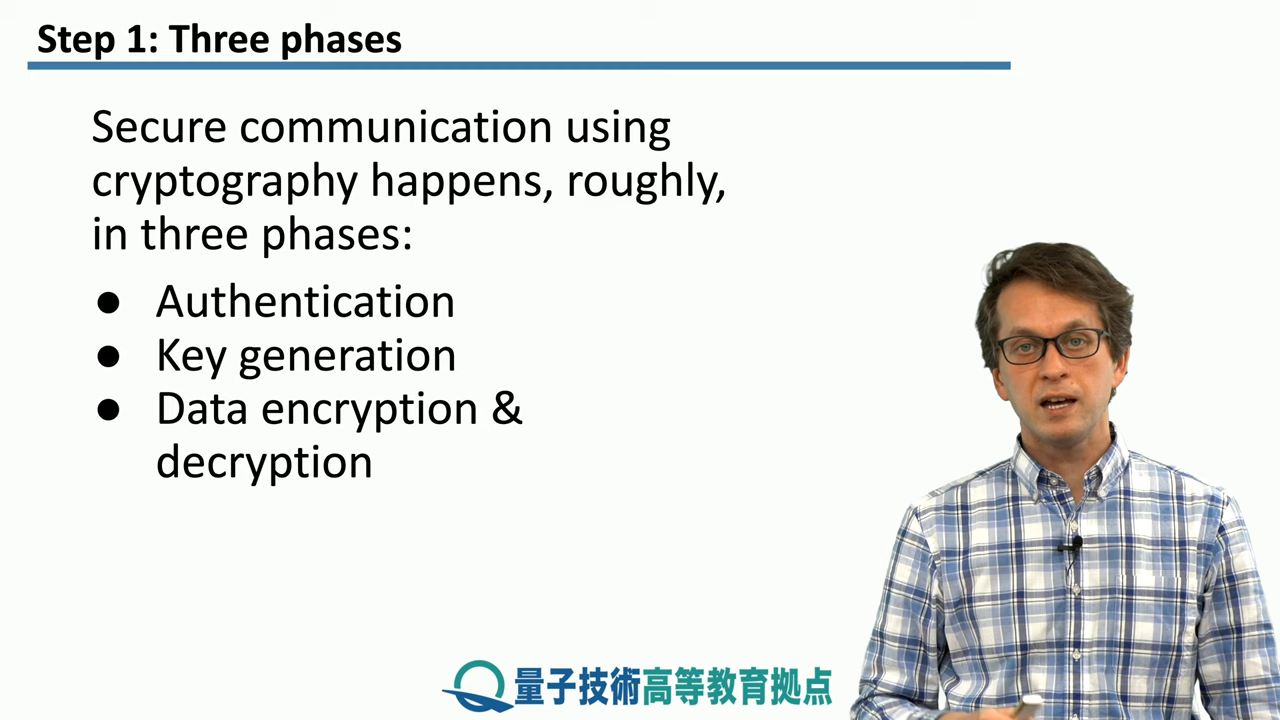 Step 1: Three phases
Secure communication using
cryptography happens, roughly,
in three phases:
● Authentication
● Key generation
● Data encryption &
decryption
量子技術高等教育拠点